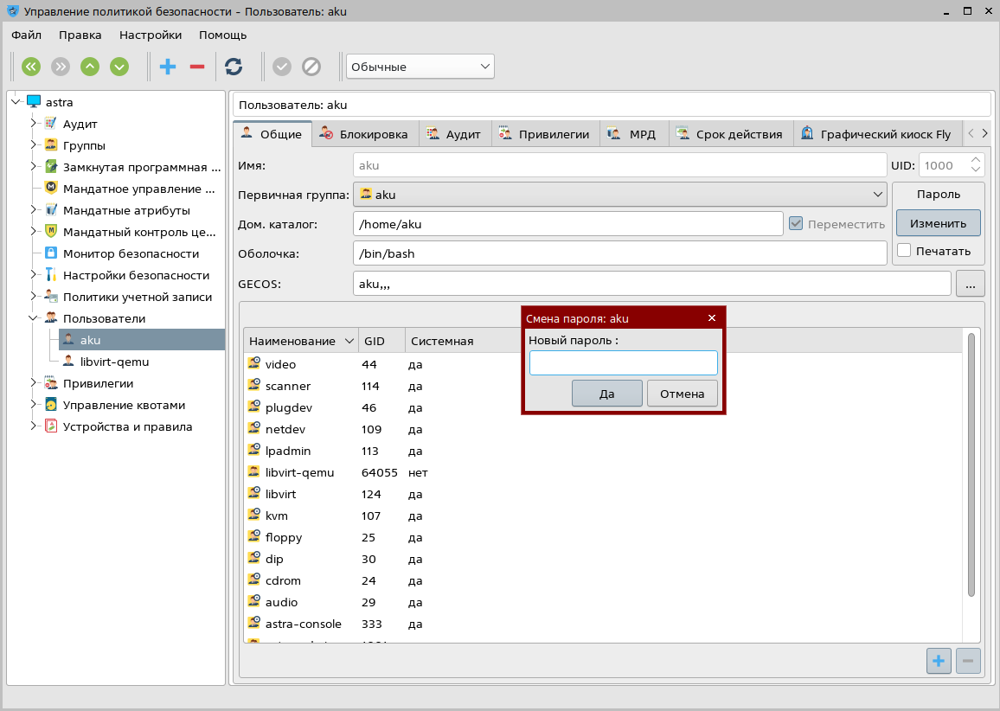 Управление политикой безопасности - Пользователь: aku
Файл Правка Настройки Помощь
Обычные
astra
Аудит
Группы
Замкнутая программная ...
Мандатное управление ...
Мандатные атрибуты
Мандатный контроль це...
Монитор безопасности
Настройки безопасности
Политики учетной записи
Пользователи
aku
libvirt-qemu
Привилегии
Управление квотами
Устройства и правила
Пользователь: aku
Общие Блокировка Аудит Привилегии МРД Срок действия Графический киоск Fly
Имя: aku UID: 1000
Первичная группа: aku Пароль
Дом. каталог: /home/aku Переместить Изменить
Оболочка: /bin/bash Печатать
GECOS: aku,,, ...
Смена пароля: aku
Новый пароль :
Да Отмена
Наименование GID Системная
video 44 да
scanner 114 да
plugdev 46 да
netdev 109 да
lpadmin 113 да
libvirt-qemu 64055 нет
libvirt 124 да
kvm 107 да
floppy 25 да
dip 30 да
cdrom 24 да
audio 29 да
astra-console 333 да